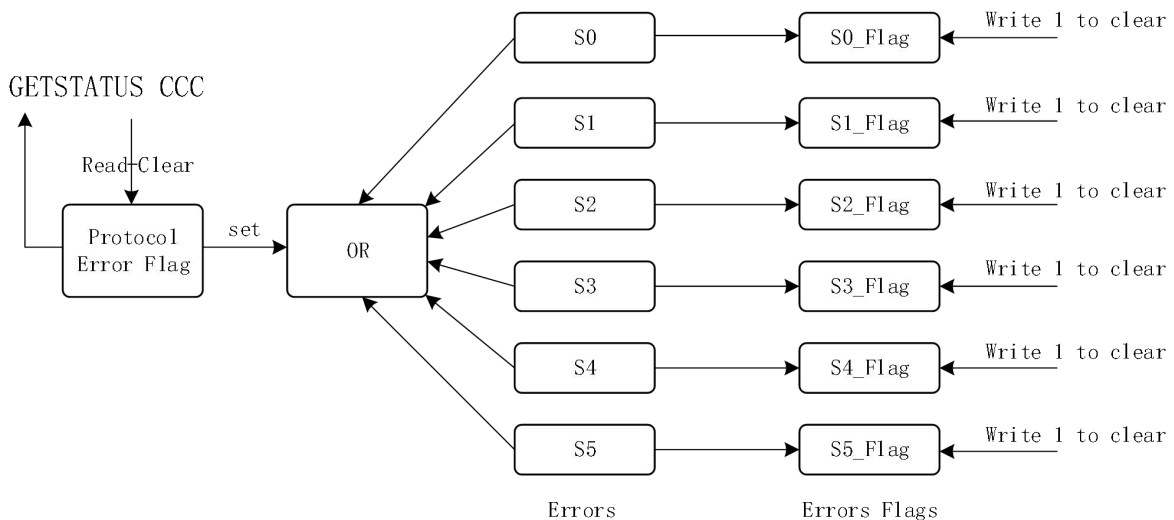 S0
S0_Flag
Write 1 to clear
GETSTATUS CCC
S1
S1_Flag
Write 1 to clear
Read-Clear
S2
S2_Flag
Write 1 to clear
Protocol
Error Flag
set
OR
S3
S3_Flag
Write 1 to clear
S4
S4_Flag
Write 1 to clear
S5
S5_Flag
Write 1 to clear
Errors
Errors Flags